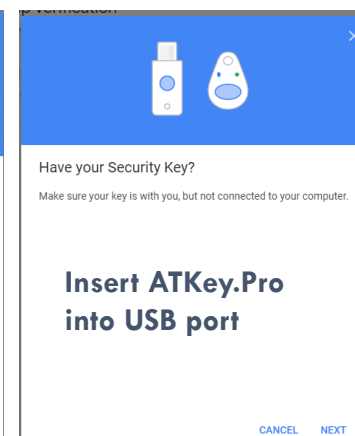 Have your Security Key?
Make sure your key is with you, but not connected to your computer.
Insert ATKey.Pro
into USB port
CANCEL NEXT